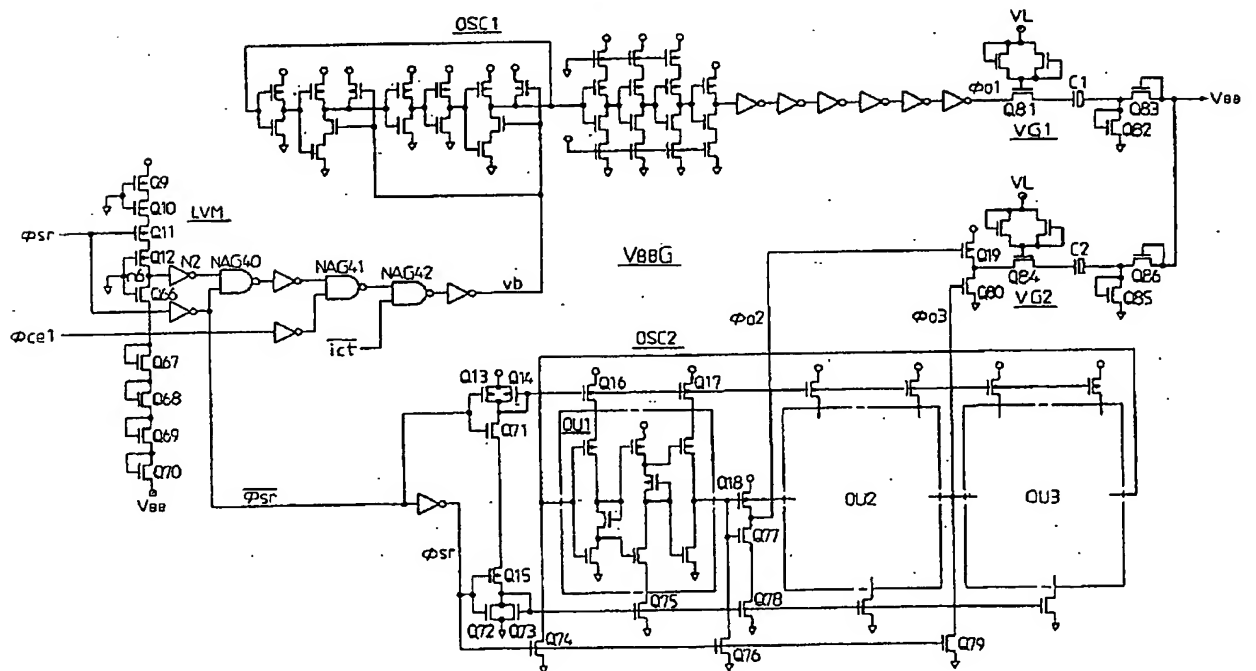 OSC1
VL
φo1
C1
Q81
Q83
VBB
Q82
VG1
Q9
Q10
LVM
φsr
Q11
Q12
N2
NAG40
NAG41
NAG42
n6
Q66
vb
φce1
ict
VBBG
VL
Q19
C2
Q84
Q86
Q80
VG2
Q85
φo2
φo3
OSC2
Q67
Q68
Q69
Q70
VBB
Q13
Q14
Q16
Q17
Q71
OU1
Q18
OU2
OU3
Q77
φsr
φsr
Q15
Q75
Q78
Q72
Q73
Q74
Q76
Q79